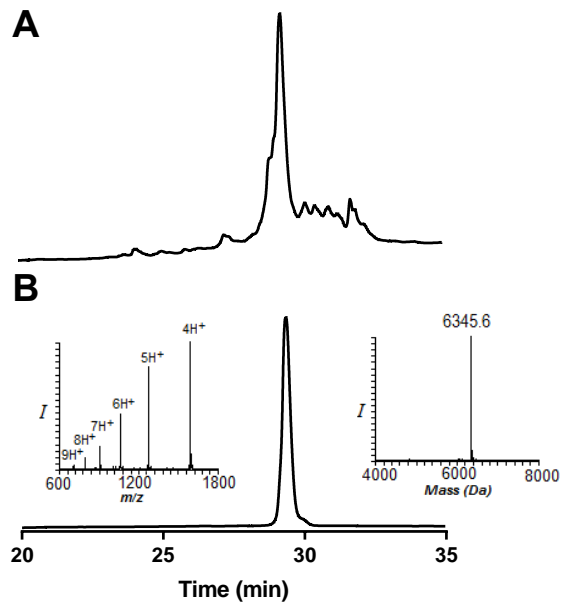 A
B
4H+
5H+
6H+
7H+
8H+
9H+
I
600 1200 1800
m/z
6345.6
I
4000 6000 8000
Mass (Da)
20 25 30 35
Time (min)